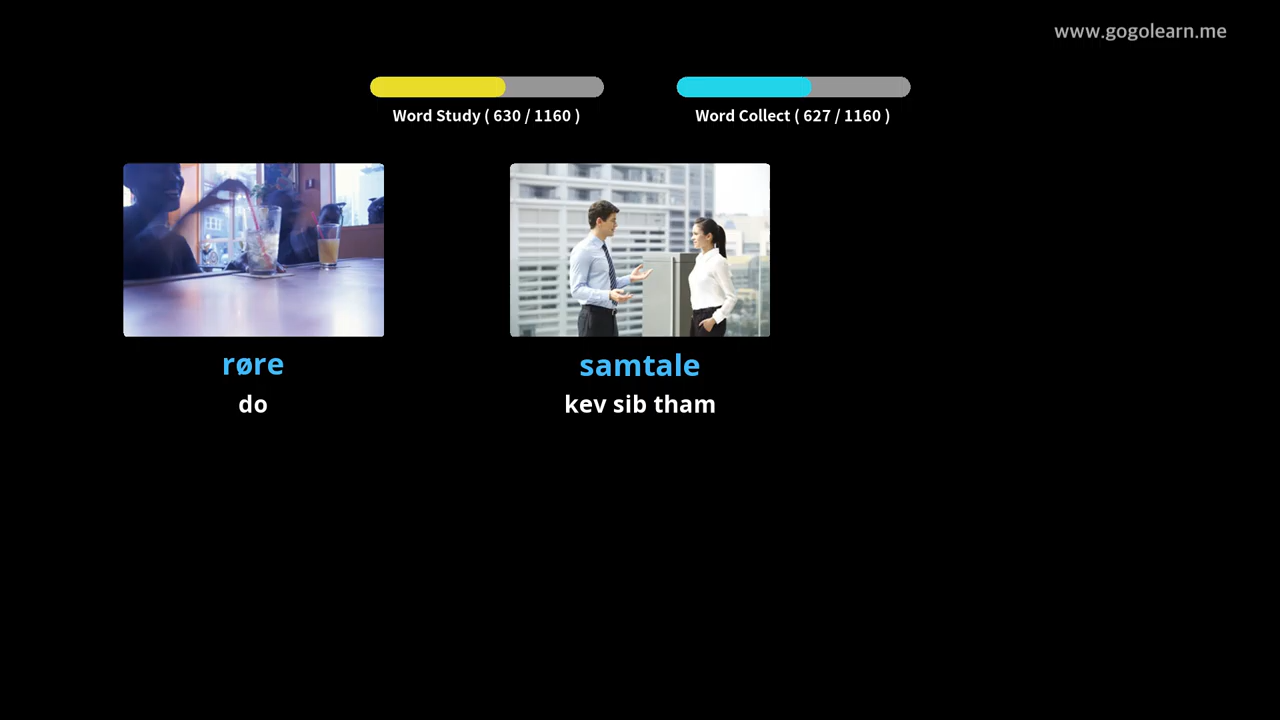 www.gogolearn.me
Word Study ( 630 / 1160 )
Word Collect ( 627 / 1160 )
røre
do
samtale
kev sib tham